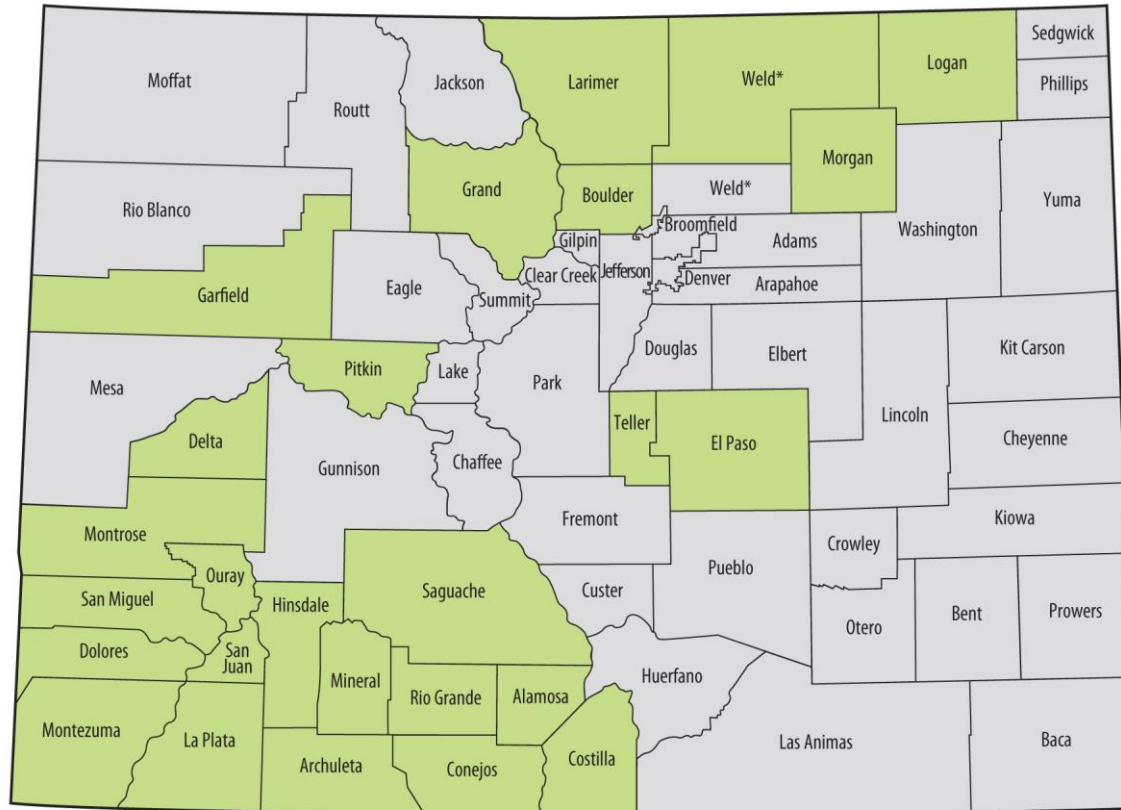 Sedgwick
Logan
Moffat
Jackson
Larimer
Weld*
Phillips
Routt
Morgan
Grand
Boulder
Weld*
Yuma
Rio Blanco
Broomfield
Washington
Gilpin
Adams
Clear Creek
Jefferson
Denver
Arapahoe
Garfield
Eagle
Summit
Douglas
Elbert
Kit Carson
Pitkin
Lake
Park
Mesa
Lincoln
Teller
El Paso
Delta
Cheyenne
Gunnison
Chaffee
Fremont
Kiowa
Montrose
Crowley
Ouray
Pueblo
San Miguel
Hinsdale
Saguache
Custer
Bent
Prowers
Otero
Dolores
San
Juan
Mineral
Huerfano
Rio Grande
Alamosa
Montezuma
La Plata
Las Animas
Baca
Costilla
Archuleta
Conejos